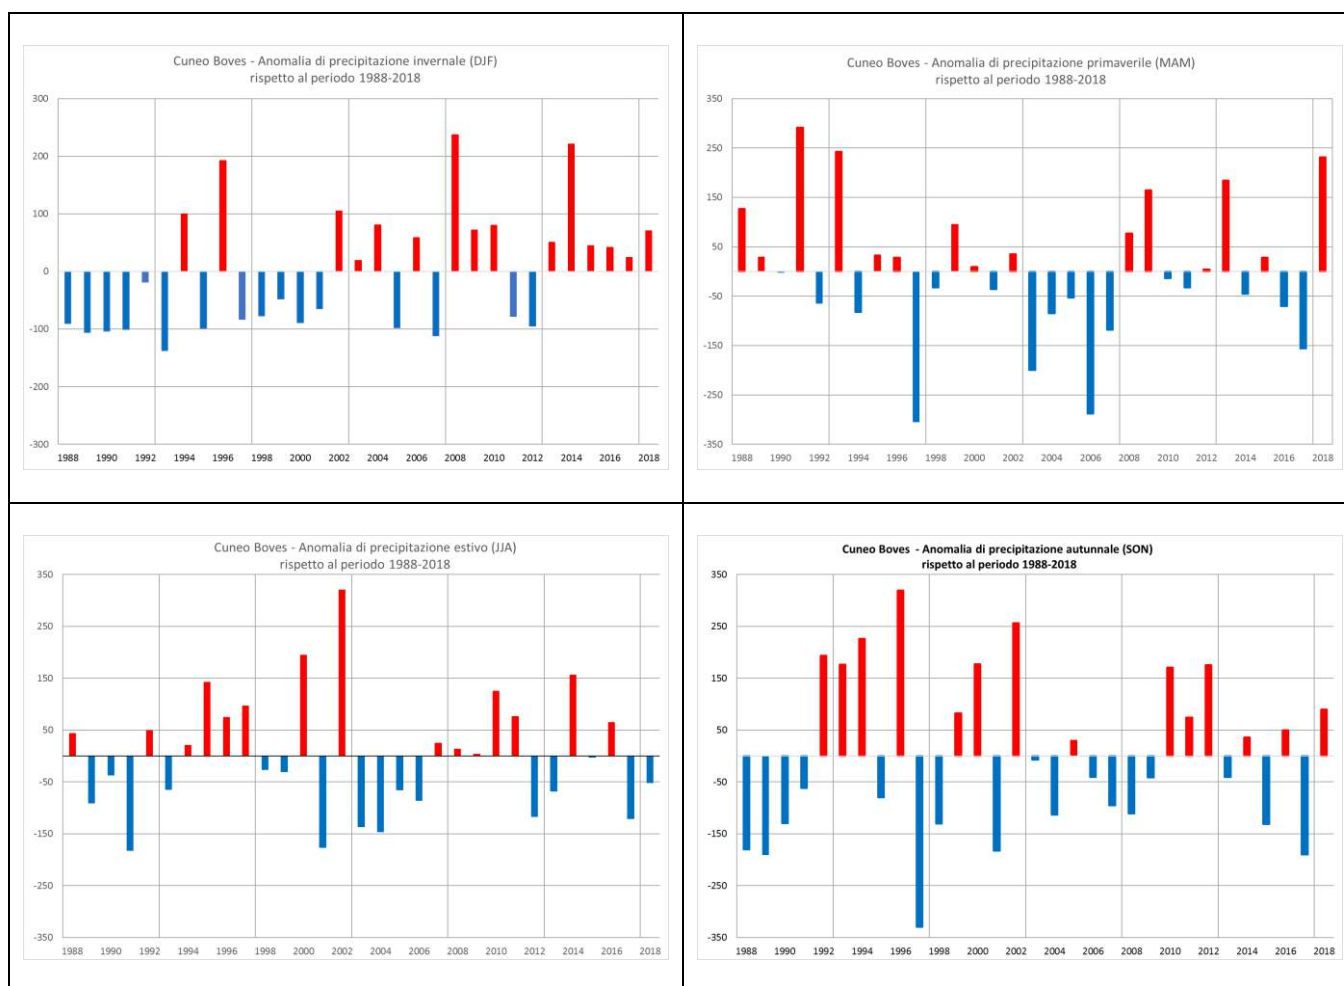 Cuneo Boves - Anomalia di precipitazione invernale (DJF)
rispetto al periodo 1988-2018
300
200
100
0
-100
-200
-300
1988 1990 1992 1994 1996 1998 2000 2002 2004 2006 2008 2010 2012 2014 2016 2018
Cuneo Boves - Anomalia di precipitazione primaverile (MAM)
rispetto al periodo 1988-2018
350
250
150
50
-50
-150
-250
-350
1988 1990 1992 1994 1996 1998 2000 2002 2004 2006 2008 2010 2012 2014 2016 2018
Cuneo Boves - Anomalia di precipitazione estivo (JJA)
rispetto al periodo 1988-2018
350
250
150
50
-50
-150
-250
-350
1988 1990 1992 1994 1996 1998 2000 2002 2004 2006 2008 2010 2012 2014 2016 2018
Cuneo Boves - Anomalia di precipitazione autunnale (SON)
rispetto al periodo 1988-2018
350
250
150
50
-50
-150
-250
-350
1988 1990 1992 1994 1996 1998 2000 2002 2004 2006 2008 2010 2012 2014 2016 2018